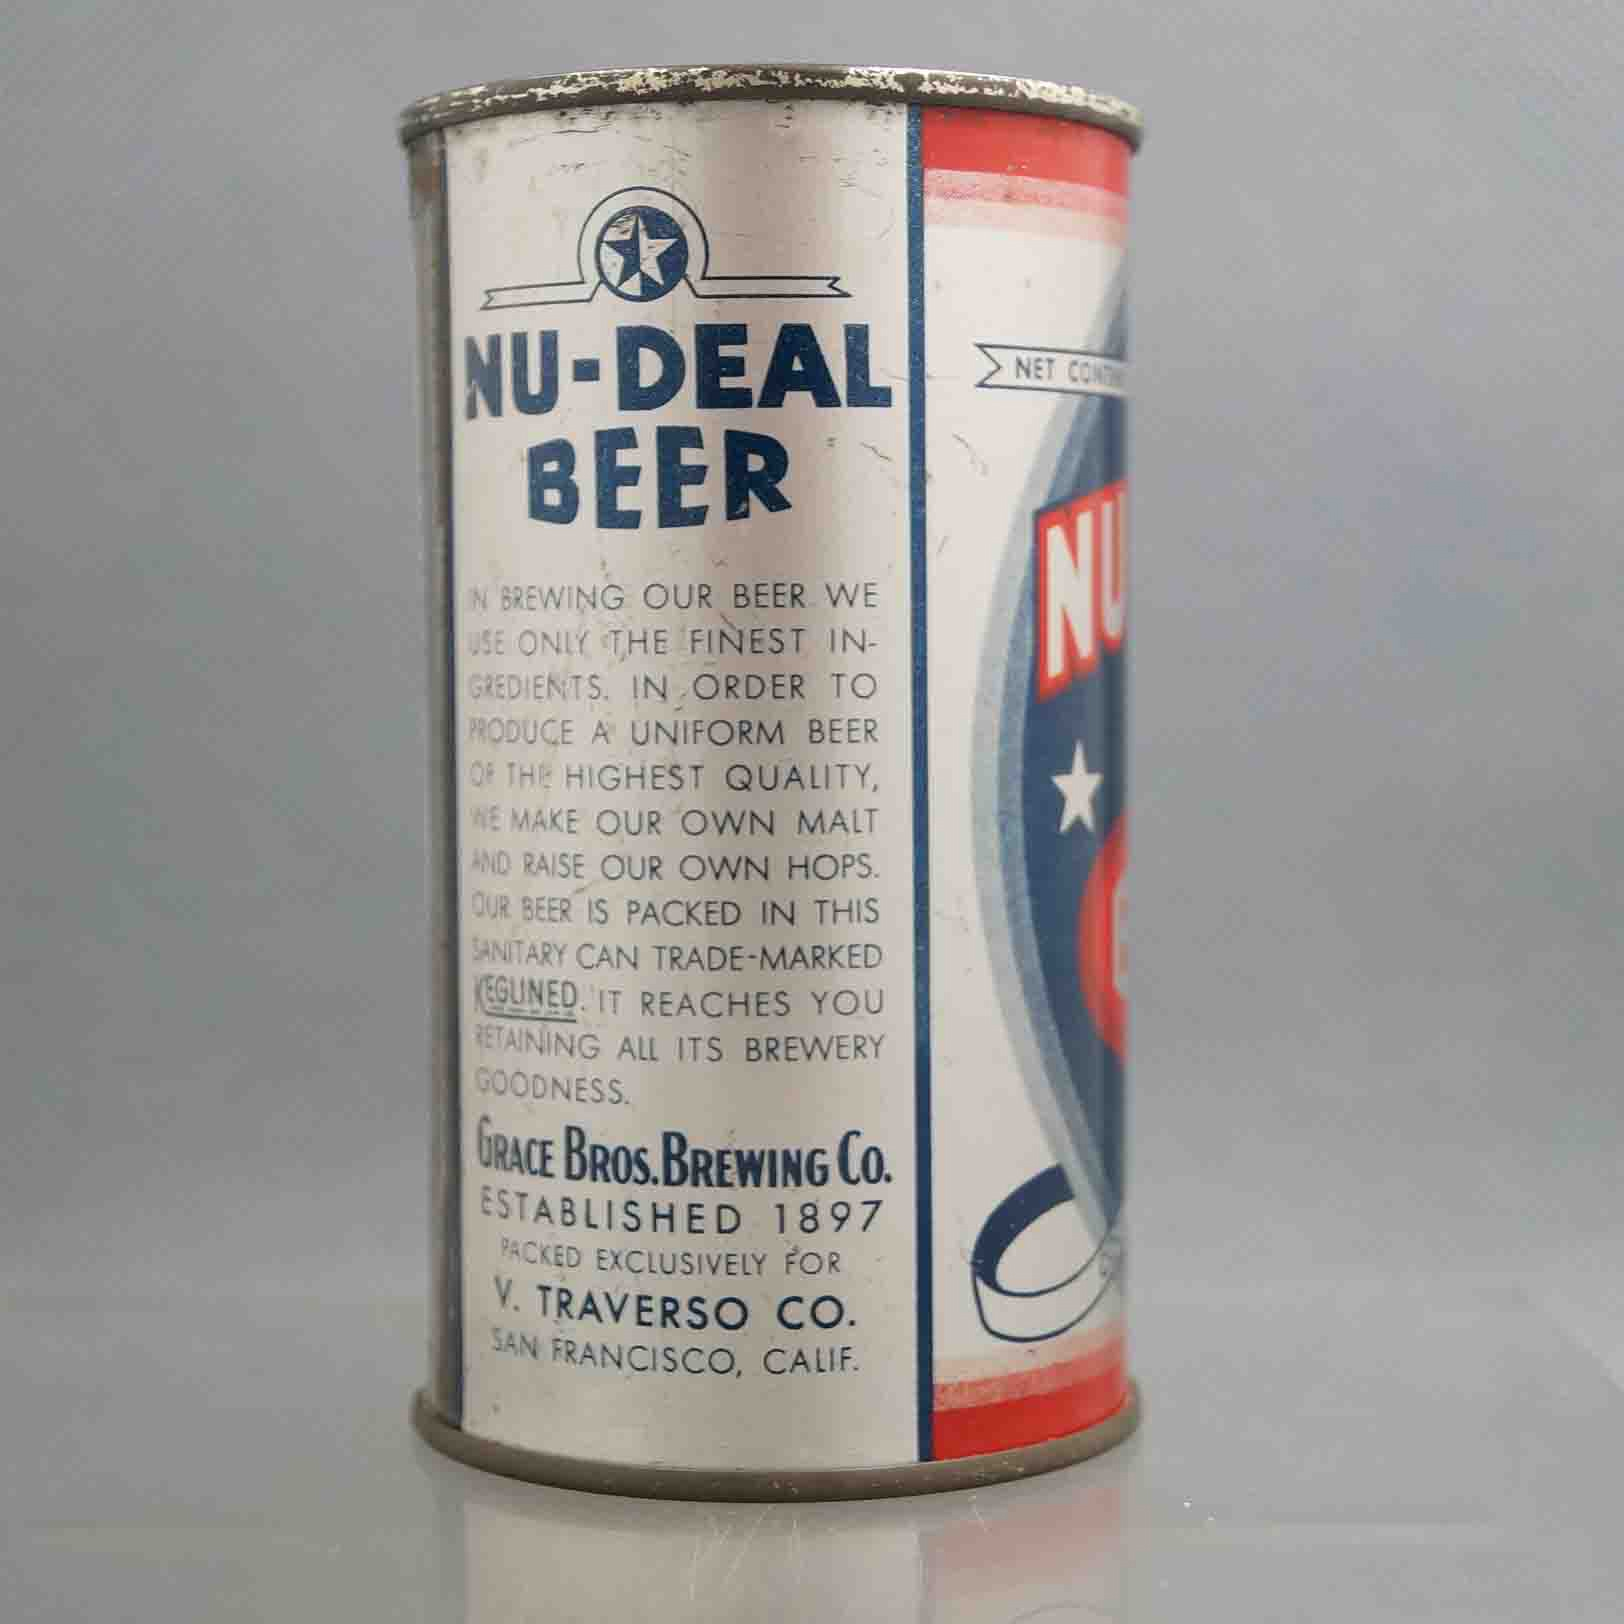 NU-DEAL
BEER
IN BREWING OUR BEER WE
USE ONLY THE FINEST IN-
GREDIENTS. IN ORDER TO
PRODUCE A UNIFORM BEER
OF THE HIGHEST QUALITY,
WE MAKE OUR OWN MALT
AND RAISE OUR OWN HOPS.
OUR BEER IS PACKED IN THIS
SANITARY CAN TRADE-MARKED
KEGLINED. IT REACHES YOU
RETAINING ALL ITS BREWERY
GOODNESS.
GRACE BROS. BREWING CO.
ESTABLISHED 1897
PACKED EXCLUSIVELY FOR
V. TRAVERSO CO.
SAN FRANCISCO, CALIF.
NET
NU